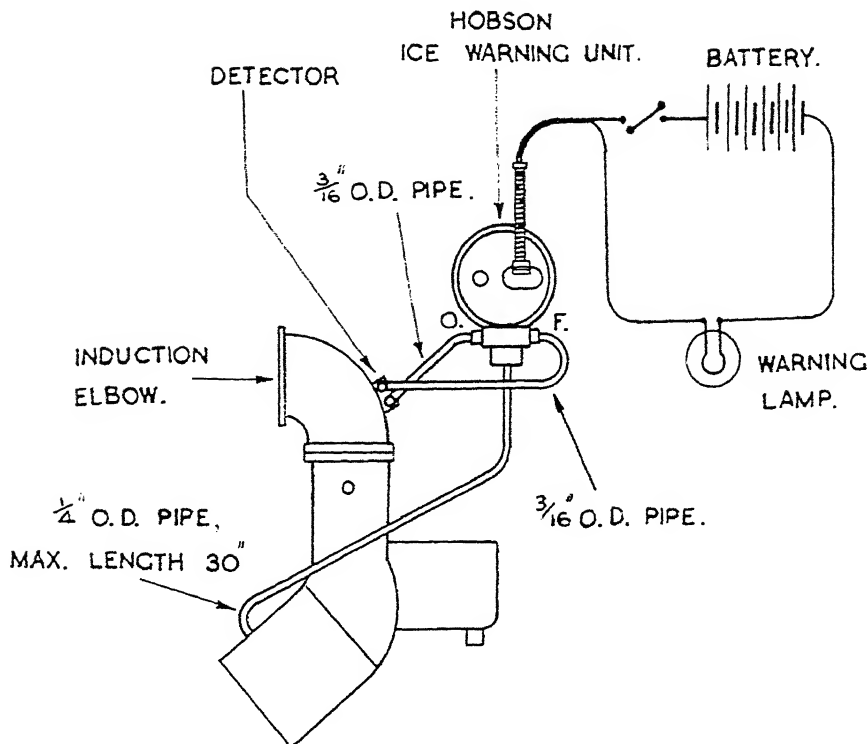 HOBSON
ICE WARNING UNIT.
BATTERY.
DETECTOR
3/16" O.D. PIPE.
O.
F.
INDUCTION
ELBOW.
WARNING
LAMP.
1/4" O.D. PIPE,
MAX. LENGTH 30"
3/16" O.D. PIPE.